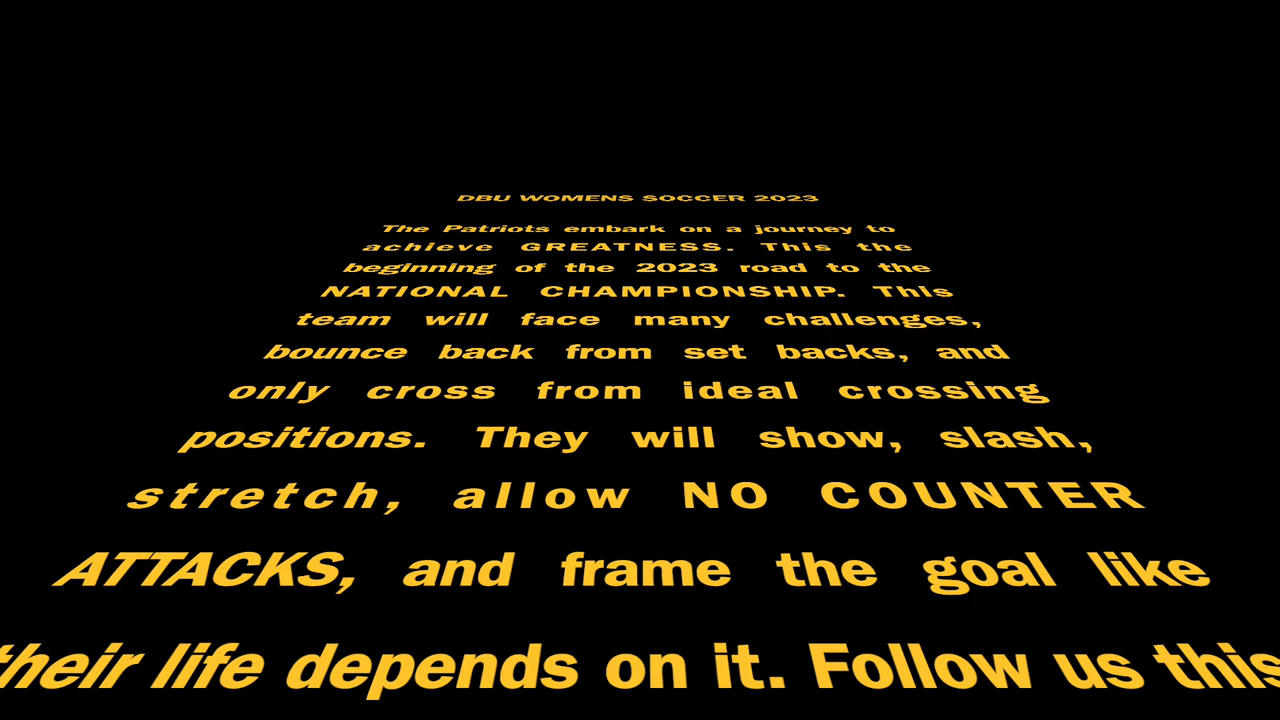 DBU WOMENS SOCCER 2023
The Patriots embark on a journey to
achieve GREATNESS. This the
beginning of the 2023 road to the
NATIONAL CHAMPIONSHIP. This
team will face many challenges,
bounce back from set backs, and
only cross from ideal crossing
positions. They will show, slash,
stretch, allow NO COUNTER
ATTACKS, and frame the goal like
their life depends on it. Follow us this